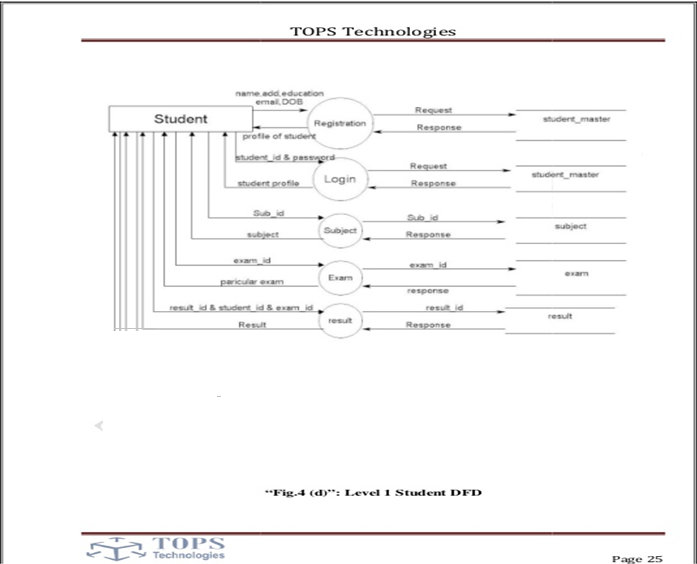 TOPS Technologies
name,add,education
email,DOB
Student
Registration
Request
Response
student_master
profile of student
student_id & password
Login
Request
Response
student_master
student profile
Sub_id
Subject
Sub_id
Response
subject
subject
exam_id
Exam
exam_id
response
exam
paricular exam
result_id & student_id & exam_id
result
result_id
Response
result
Result
“Fig.4 (d)”: Level 1 Student DFD
TOPS
Technologies
Page 25